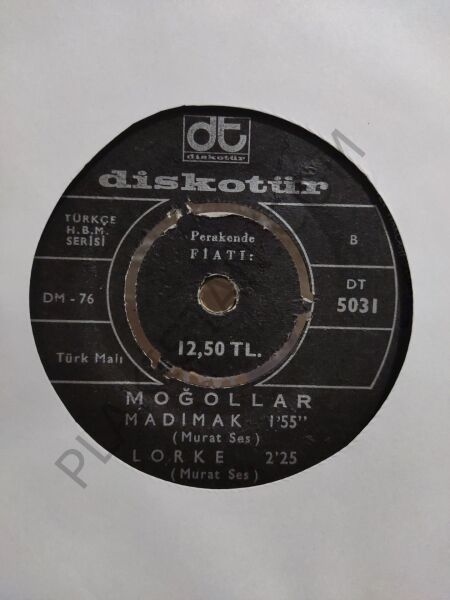 dt
diskotür
diskotür
TÜRKÇE
H.B.M.
SERİSİ
Perakende
FİATI:
B
DT
5031
DM - 76
12,50 TL.
Türk Malı
MOĞOLLAR
MADIMAK 1'55"
(Murat Ses)
LORKE 2'25
(Murat Ses)